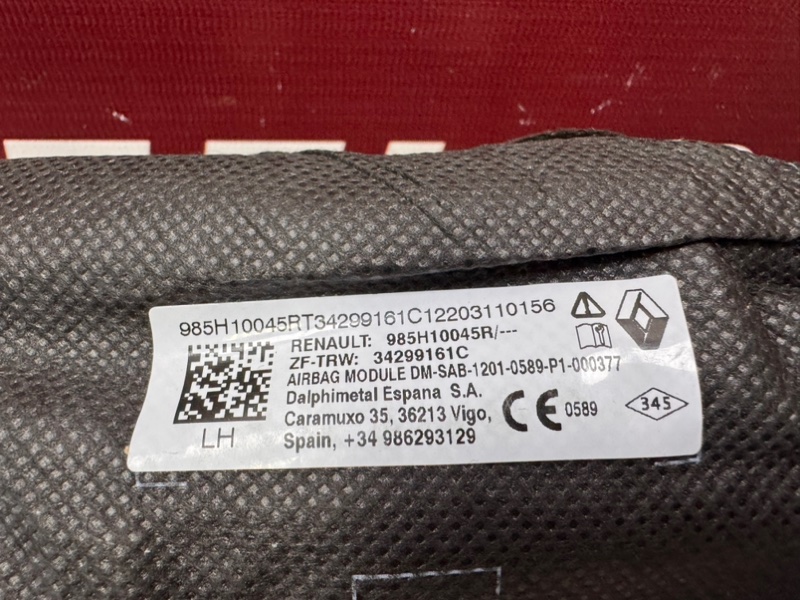 985H10045RT34299161C12203110156
RENAULT: 985H10045R/---
ZF-TRW: 34299161C
AIRBAG MODULE DM-SAB-1201-0589-P1-000377
Dalphimetal Espana S.A.
Caramuxo 35, 36213 Vigo,
Spain, +34 986293129
LH
CE 0589
345